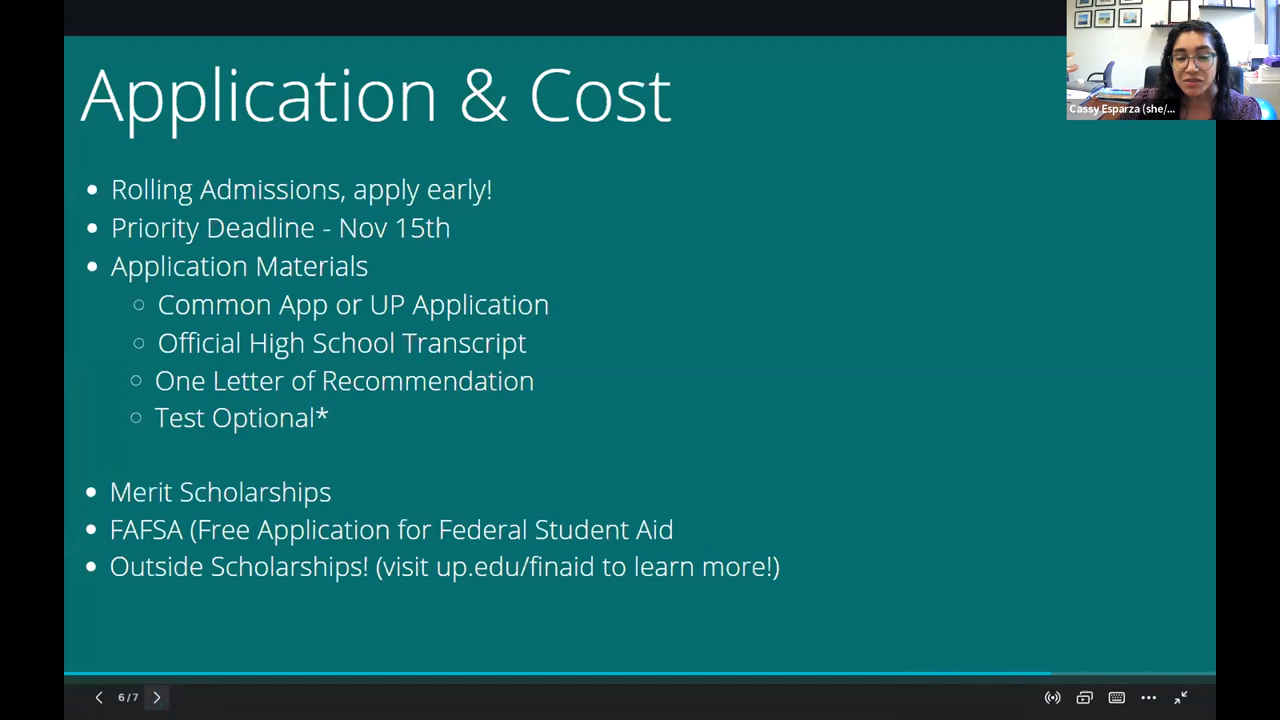 Application & Cost
Cassy Esparza (she/...
Rolling Admissions, apply early!
Priority Deadline - Nov 15th
Application Materials
Common App or UP Application
Official High School Transcript
One Letter of Recommendation
Test Optional*
Merit Scholarships
FAFSA (Free Application for Federal Student Aid
Outside Scholarships! (visit up.edu/finaid to learn more!)
6/7